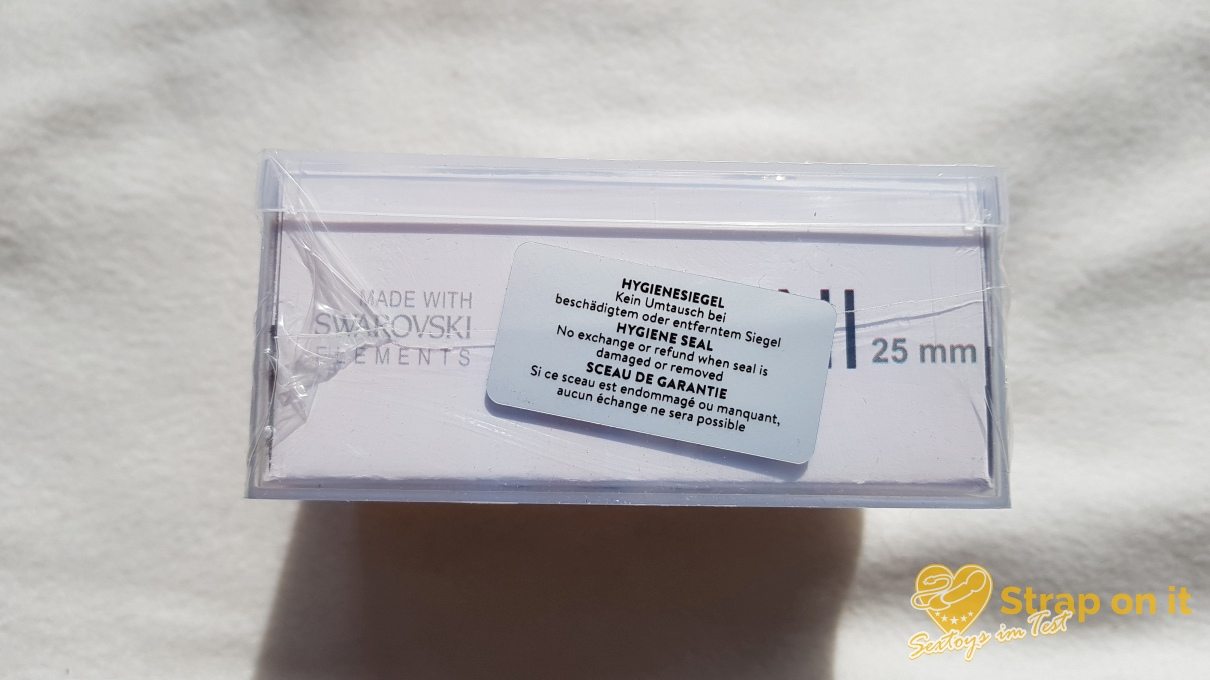 MADE WITH
SWAROVSKI
ELEMENTS
HYGIENESIEGEL
Kein Umtausch bei
beschädigtem oder entferntem Siegel
HYGIENE SEAL
No exchange or refund when seal is
damaged or removed
SCEAU DE GARANTIE
Si ce sceau est endommagé ou manquant,
aucun échange ne sera possible
25 mm
Strap on it
Sextoys im Test